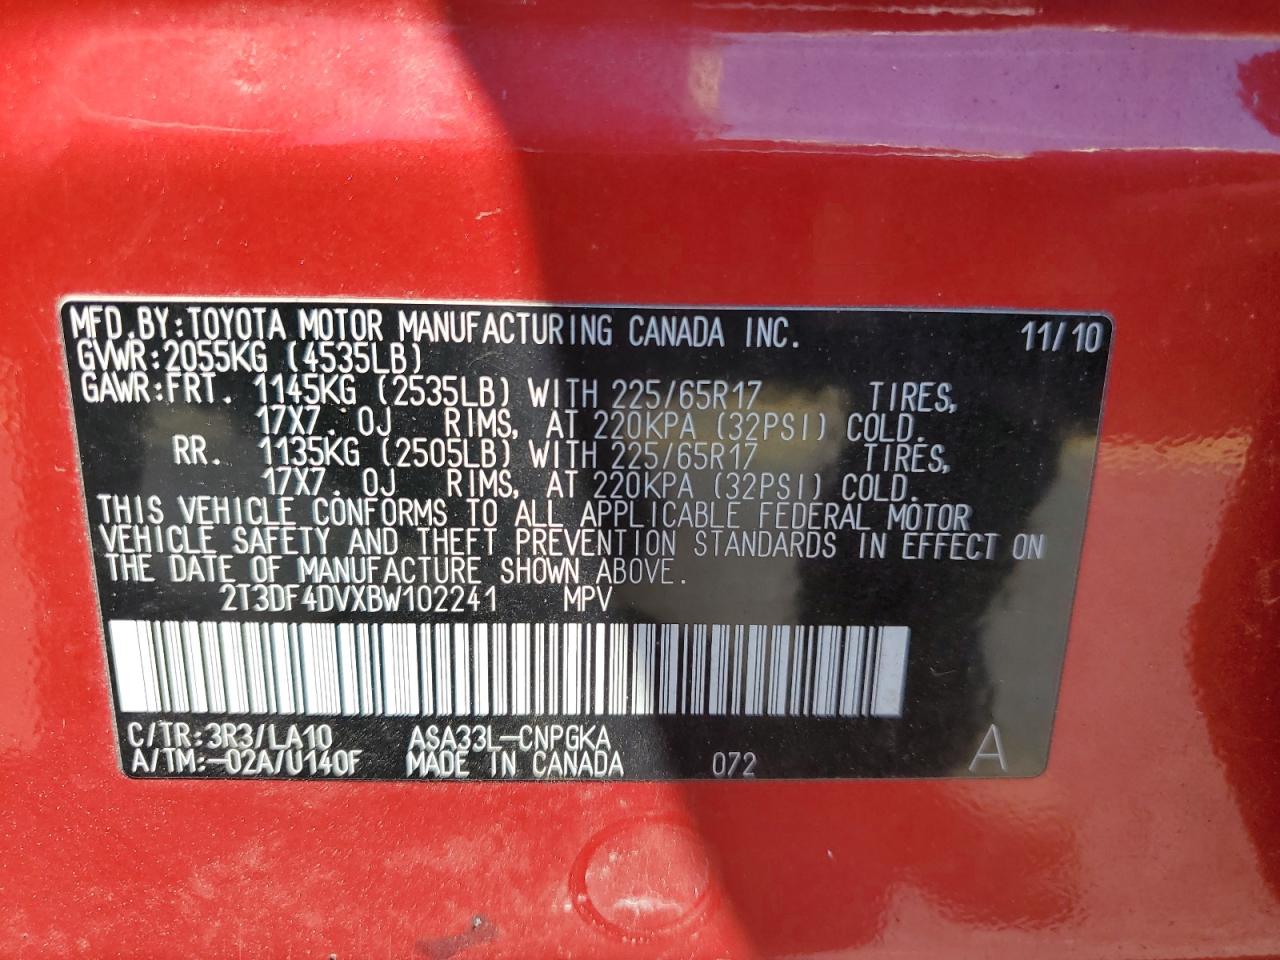 MFD.BY:TOYOTA MOTOR MANUFACTURING CANADA INC. 11/10
GVWR:2055KG (4535LB)
GAWR:FRT. 1145KG (2535LB) WITH 225/65R17 TIRES,
17X7.0J RIMS, AT 220KPA (32PSI) COLD.
RR. 1135KG (2505LB) WITH 225/65R17 TIRES,
17X7.0J RIMS, AT 220KPA (32PSI) COLD.
THIS VEHICLE CONFORMS TO ALL APPLICABLE FEDERAL MOTOR
VEHICLE SAFETY AND THEFT PREVENTION STANDARDS IN EFFECT ON
THE DATE OF MANUFACTURE SHOWN ABOVE.
2T3DF4DVXBW102241 MPV
C/TR:3R3/LA10 ASA33L-CNPGKA
A/TM:-02A/U140F MADE IN CANADA 072 A